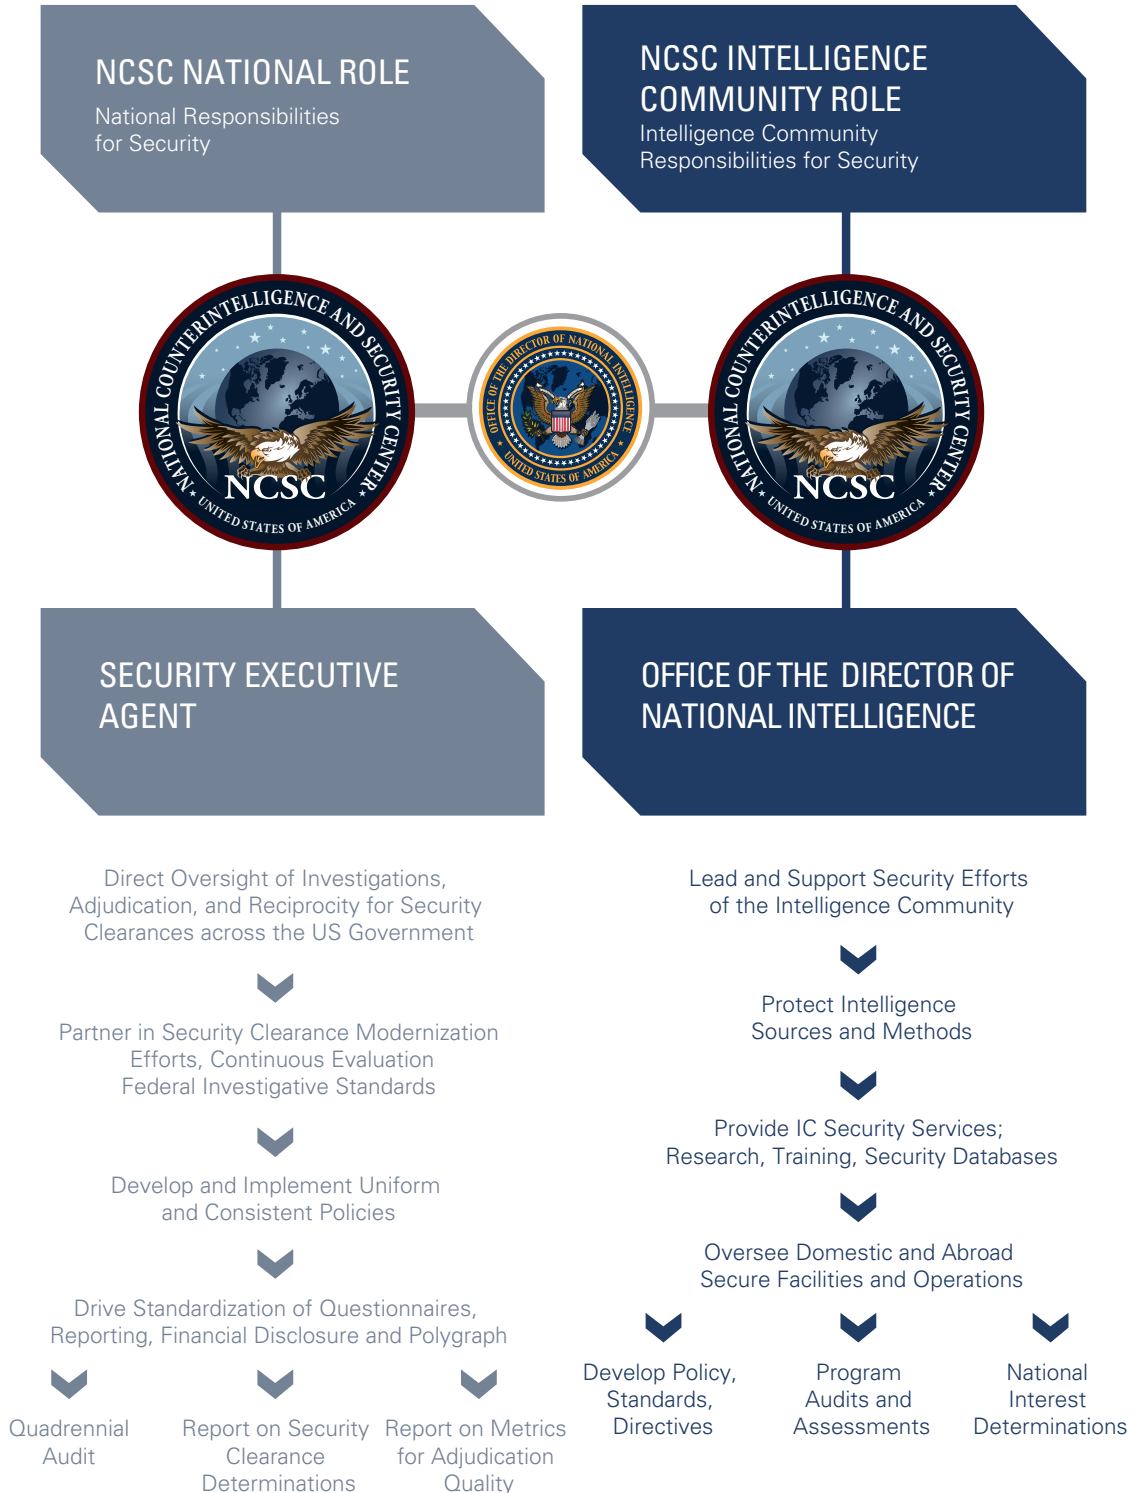 NCSC NATIONAL ROLE
National Responsibilities
for Security
NCSC INTELLIGENCE
COMMUNITY ROLE
Intelligence Community
Responsibilities for Security
NATIONAL COUNTERINTELLIGENCE AND SECURITY CENTER
NCSC
UNITED STATES OF AMERICA
OFFICE OF THE DIRECTOR OF NATIONAL INTELLIGENCE
UNITED STATES OF AMERICA
NATIONAL COUNTERINTELLIGENCE AND SECURITY CENTER
NCSC
UNITED STATES OF AMERICA
SECURITY EXECUTIVE
AGENT
Direct Oversight of Investigations,
Adjudication, and Reciprocity for Security
Clearances across the US Government
Partner in Security Clearance Modernization
Efforts, Continuous Evaluation
Federal Investigative Standards
Develop and Implement Uniform
and Consistent Policies
Drive Standardization of Questionnaires,
Reporting, Financial Disclosure and Polygraph
Quadrennial
Audit
Report on Security
Clearance
Determinations
Report on Metrics
for Adjudication
Quality
OFFICE OF THE DIRECTOR OF
NATIONAL INTELLIGENCE
Lead and Support Security Efforts
of the Intelligence Community
Protect Intelligence
Sources and Methods
Provide IC Security Services;
Research, Training, Security Databases
Oversee Domestic and Abroad
Secure Facilities and Operations
Develop Policy,
Standards,
Directives
Program
Audits and
Assessments
National
Interest
Determinations